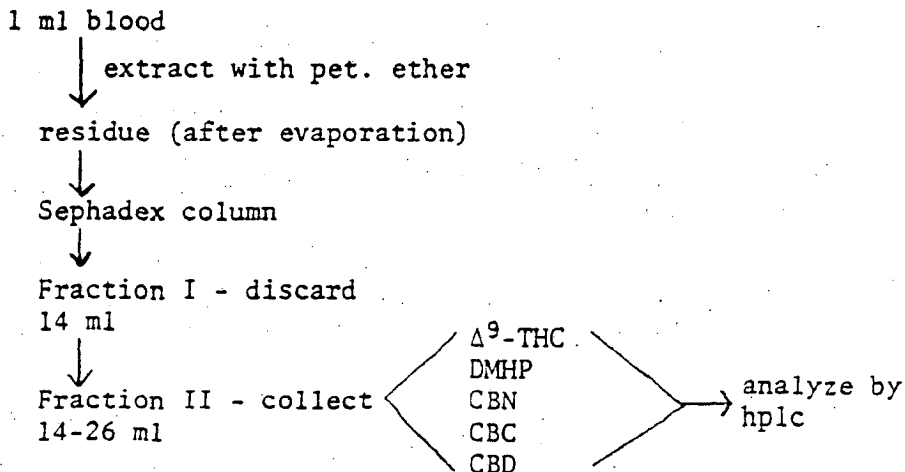 1 ml blood
extract with pet. ether
residue (after evaporation)
Sephadex column
Fraction I - discard
14 ml
Fraction II - collect
14-26 ml
Δ9-THC
DMHP
CBN
CBC
CBD
analyze by
hplc